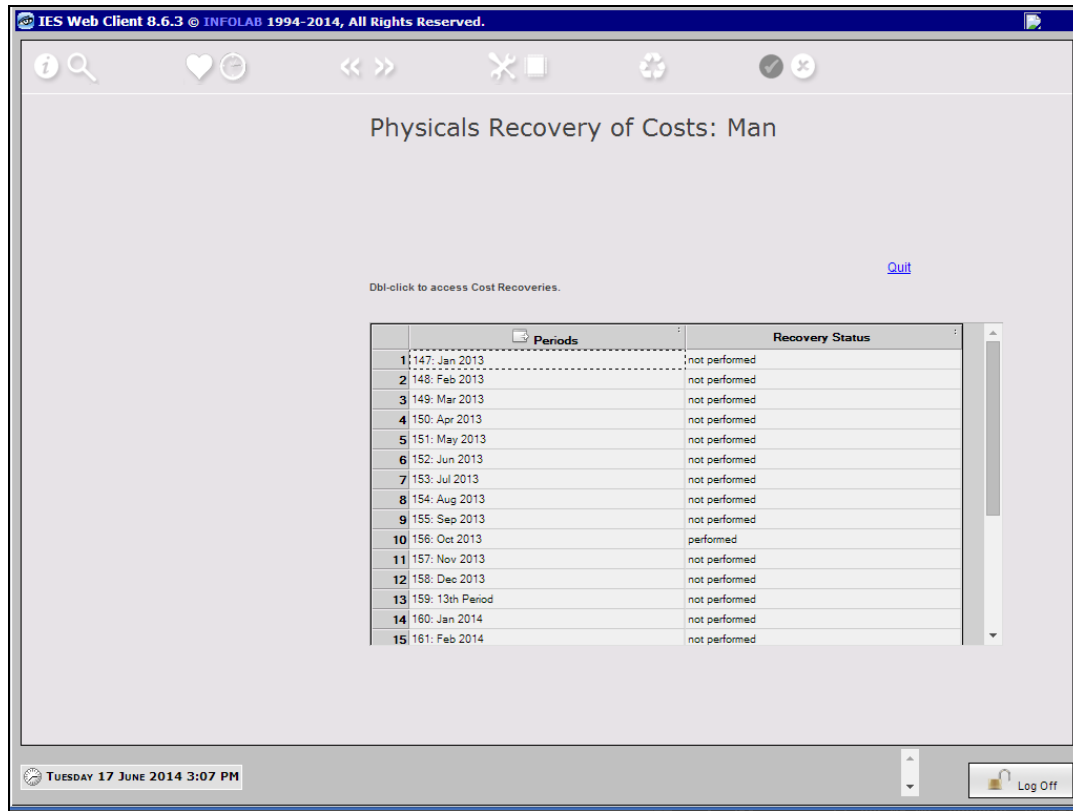 IES Web Client 8.6.3 © INFOLAB 1994-2014, All Rights Reserved.
Physicals Recovery of Costs: Man
Quit
Dbl-click to access Cost Recoveries.
Periods Recovery Status
1 147: Jan 2013 not performed
2 148: Feb 2013 not performed
3 149: Mar 2013 not performed
4 150: Apr 2013 not performed
5 151: May 2013 not performed
6 152: Jun 2013 not performed
7 153: Jul 2013 not performed
8 154: Aug 2013 not performed
9 155: Sep 2013 not performed
10 156: Oct 2013 performed
11 157: Nov 2013 not performed
12 158: Dec 2013 not performed
13 159: 13th Period not performed
14 160: Jan 2014 not performed
15 161: Feb 2014 not performed
TUESDAY 17 JUNE 2014 3:07 PM
Log Off